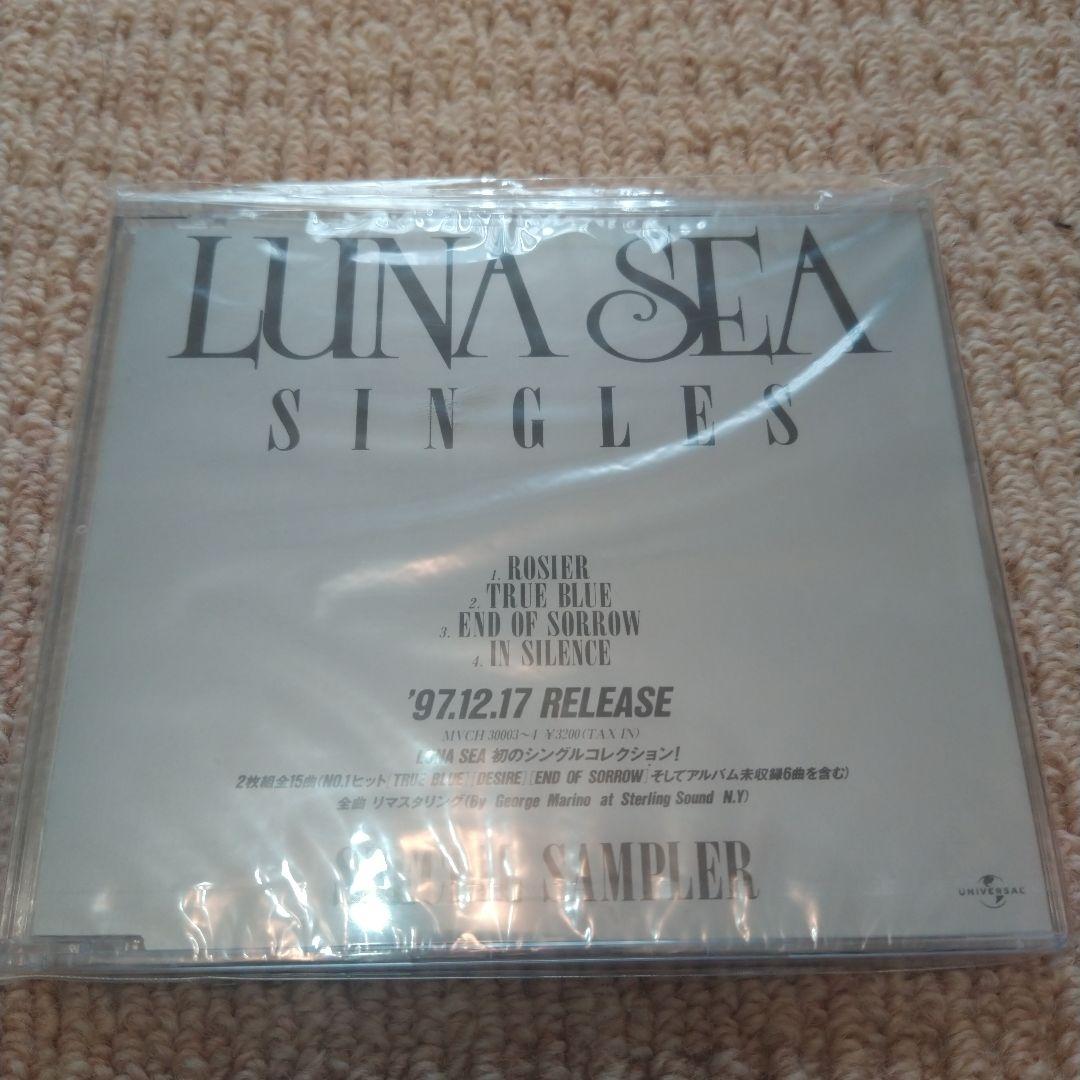 LUNA SEA
SINGLES
1. ROSIER
2. TRUE BLUE
3. END OF SORROW
4. IN SILENCE
'97.12.17 RELEASE
MVCH 30003~4 ¥3200(TAX IN)
LUNA SEA 初のシングルコレクション!
2枚組全15曲(NO.1ヒット[TRUE BLUE][DESIRE][END OF SORROW]そしてアルバム未収録6曲を含む)
全曲 リマスタリング(By George Marino at Sterling Sound N.Y)
SAMPLER
UNIVERSAL